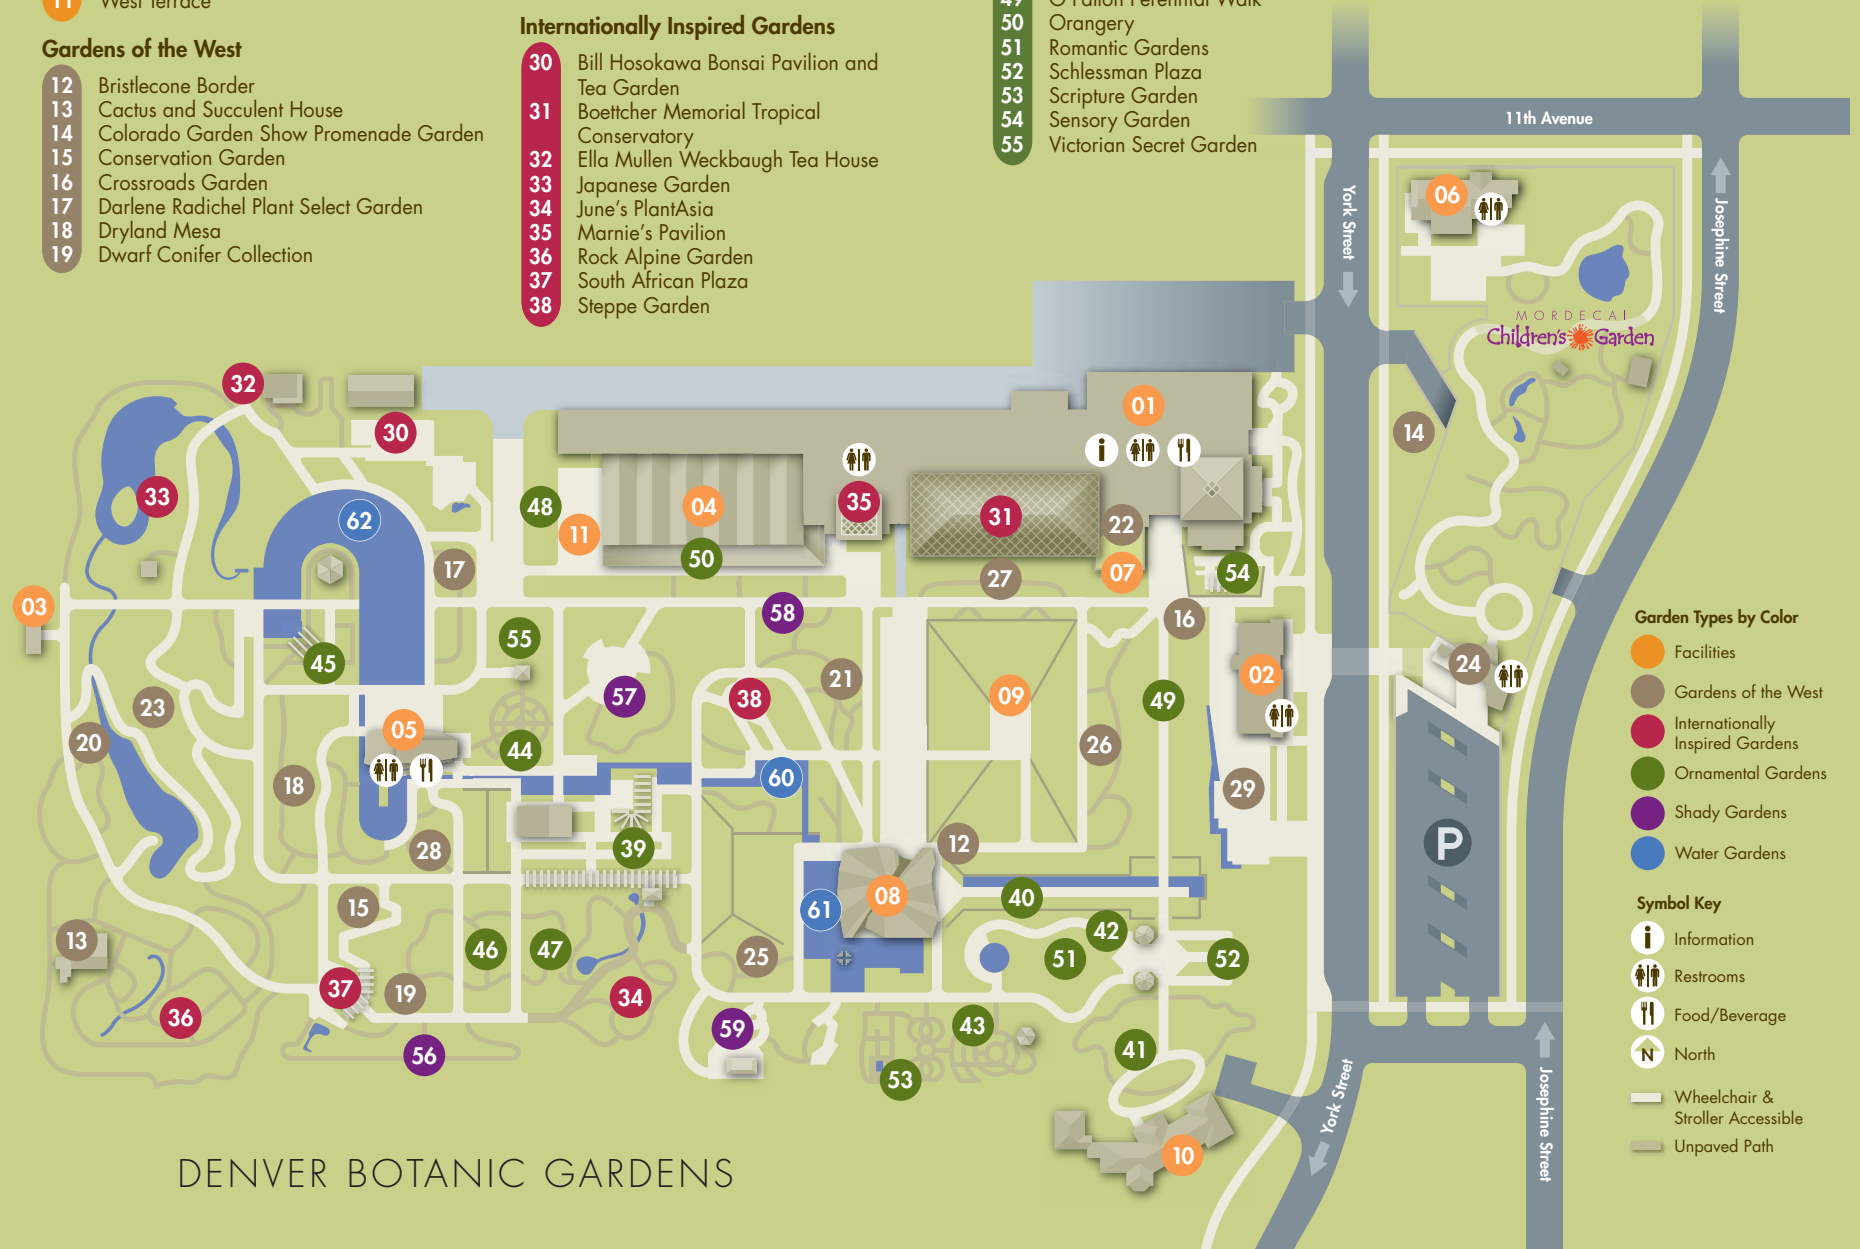 11 West Terrace
Gardens of the West
12 Bristlecone Border
13 Cactus and Succulent House
14 Colorado Garden Show Promenade Garden
15 Conservation Garden
16 Crossroads Garden
17 Darlene Radichel Plant Select Garden
18 Dryland Mesa
19 Dwarf Conifer Collection
Internationally Inspired Gardens
30 Bill Hosokawa Bonsai Pavilion and
Tea Garden
31 Boettcher Memorial Tropical
Conservatory
32 Ella Mullen Weckbaugh Tea House
33 Japanese Garden
34 June's PlantAsia
35 Marnie's Pavilion
36 Rock Alpine Garden
37 South African Plaza
38 Steppe Garden
49 O'Fallon Perennial Walk
50 Orangery
51 Romantic Gardens
52 Schlessman Plaza
53 Scripture Garden
54 Sensory Garden
55 Victorian Secret Garden
11th Avenue
York Street
Josephine Street
06
MORDECAI
Children's Garden
32
30
01
14
33
62
48
11
04
35
31
22
17
50
27
07
54
03
58
16
55
45
57
38
21
09
49
02
24
23
20
05
44
26
18
60
29
28
39
12
P
15
61
08
40
13
46
47
25
42
51
52
37
19
34
36
59
43
56
53
41
10
York Street
Josephine Street
DENVER BOTANIC GARDENS
Garden Types by Color
Facilities
Gardens of the West
Internationally
Inspired Gardens
Ornamental Gardens
Shady Gardens
Water Gardens
Symbol Key
i Information
Restrooms
Food/Beverage
N North
Wheelchair &
Stroller Accessible
Unpaved Path